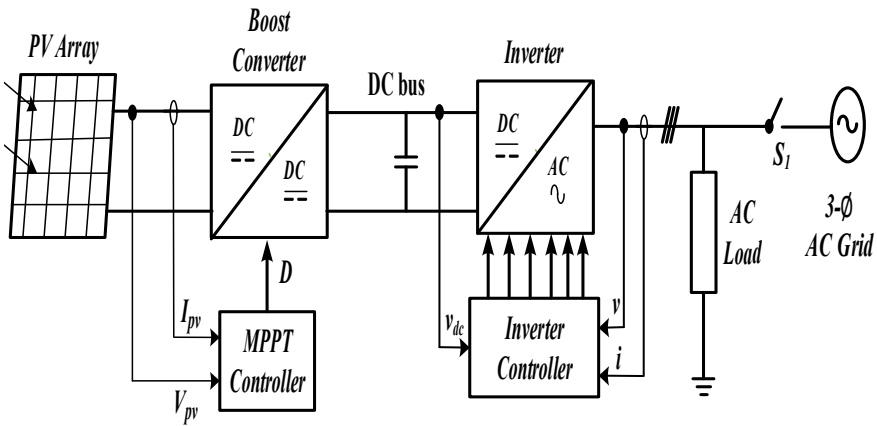 PV Array
Boost
Converter
DC bus
Inverter
DC
DC
DC
AC
S1
3-Ø
AC Grid
AC
Load
D
Ipv
Vpv
MPPT
Controller
vdc
Inverter
Controller
v
i